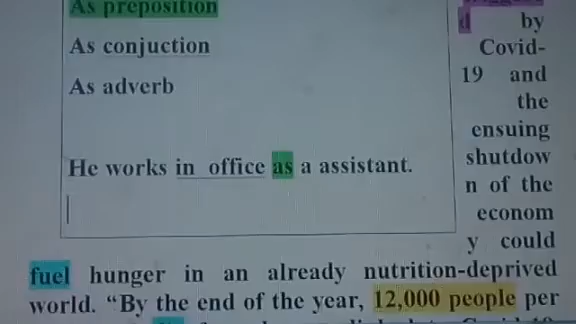 As preposition
As conjuction
As adverb
He works in office as a assistant.
d by
Covid-
19 and
the
ensuing
shutdow
n of the
econom
y could
fuel hunger in an already nutrition-deprived
world. “By the end of the year, 12,000 people per